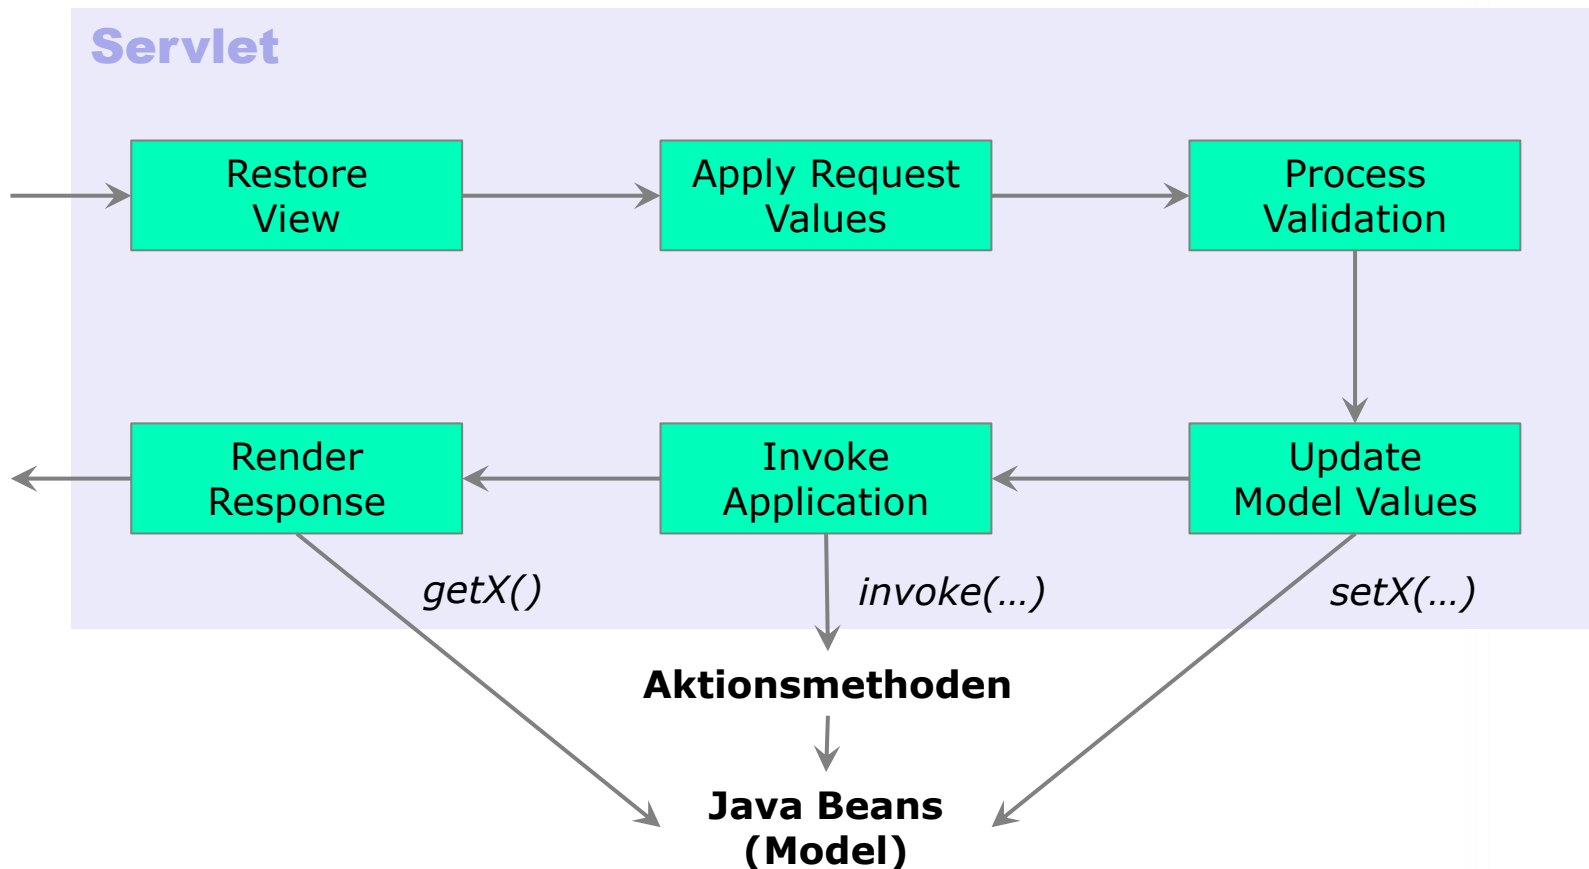 Servlet
Restore
View
Apply Request
Values
Process
Validation
Render
Response
Invoke
Application
Update
Model Values
getX()
invoke(…)
setX(…)
Aktionsmethoden
Java Beans
(Model)